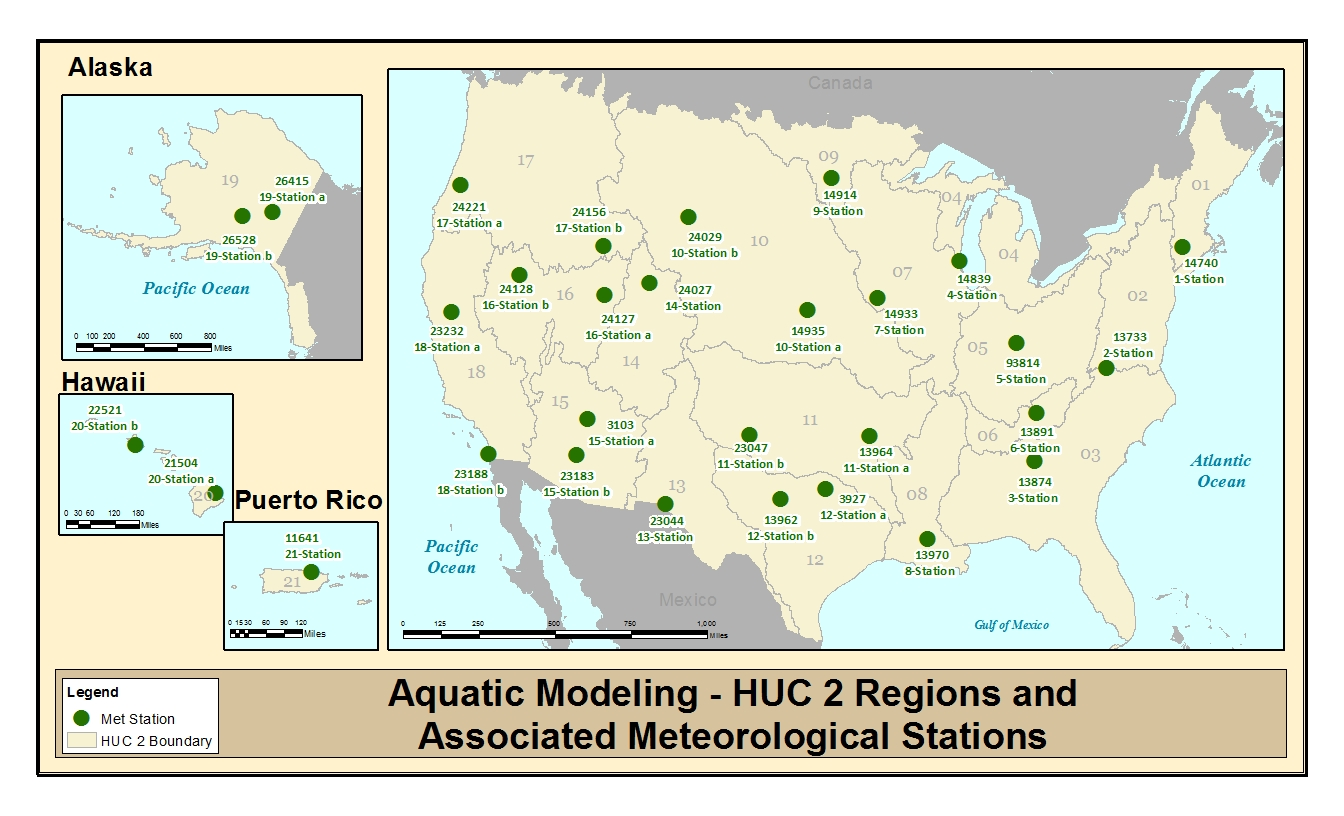 Alaska
19
26415
19-Station a
26528
19-Station b
Pacific Ocean
0 100 200 400 600 800
Miles
Hawaii
22521
20-Station b
21504
20-Station a
20
0 30 60 120 180
Miles
Puerto Rico
11641
21-Station
21
0 15 30 60 90 120
Miles
Canada
17
09
04
01
24221
17-Station a
24156
17-Station b
24029
10-Station b
10
14914
9-Station
14740
1-Station
24128
16-Station b
16
24127
16-Station a
24027
14-Station
07
14839
4-Station
04
02
23232
18-Station a
14935
10-Station a
14933
7-Station
13733
2-Station
18
14
05
93814
5-Station
15
3103
15-Station a
11
06
13891
6-Station
03
23188
18-Station b
23183
15-Station b
23047
11-Station b
13964
11-Station a
13874
3-Station
Atlantic
Ocean
13
23044
13-Station
13962
12-Station b
3927
12-Station a
08
13970
8-Station
12
Pacific
Ocean
Mexico
Gulf of Mexico
0 125 250 500 750 1,000
Miles
Legend
Met Station
HUC 2 Boundary
Aquatic Modeling - HUC 2 Regions and
Associated Meteorological Stations